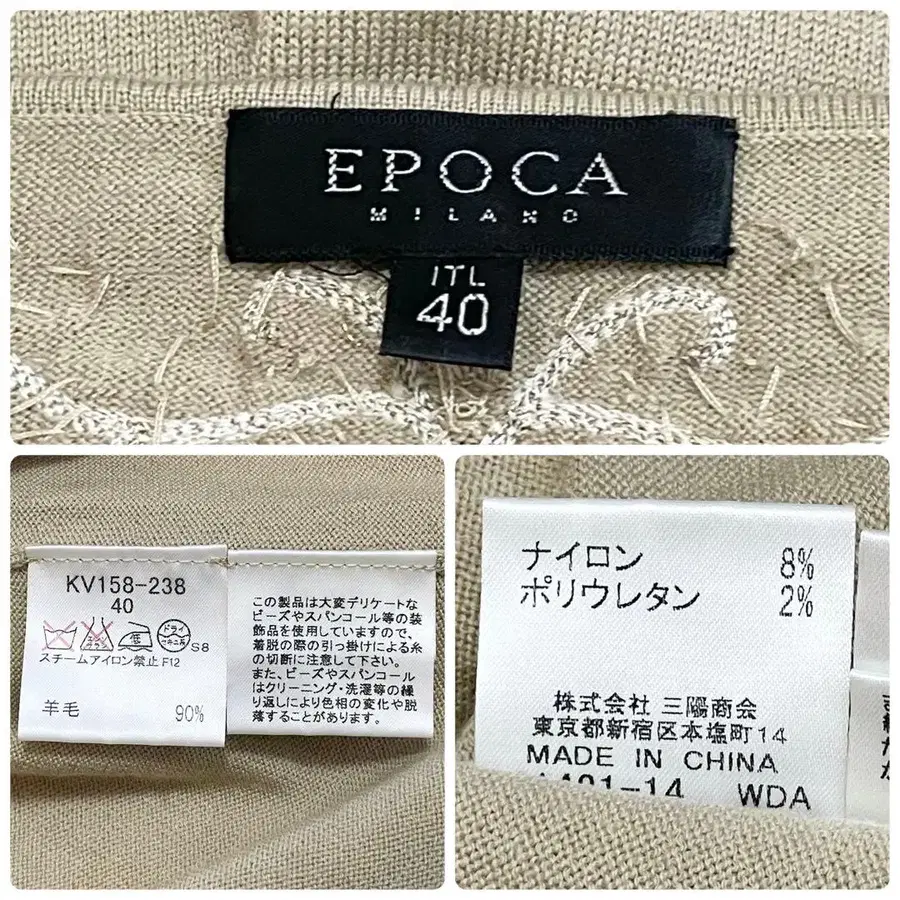 EPOCA
MILANO
ITL
40
KV158-238
40
S8
スチームアイロン禁止 F12
羊毛 90%
この製品は大変デリケートな
ビーズやスパンコール等の装
飾品を使用していますので、
着脱の際の引っ掛けによる糸
の切断に注意して下さい。
また、ビーズやスパンコール
はクリーニング・洗濯等の繰
り返しにより色相の変化や脱
落することがあります。
ナイロン 8%
ポリウレタン 2%
株式会社 三陽商会
東京都新宿区本塩町14
MADE IN CHINA
WDA